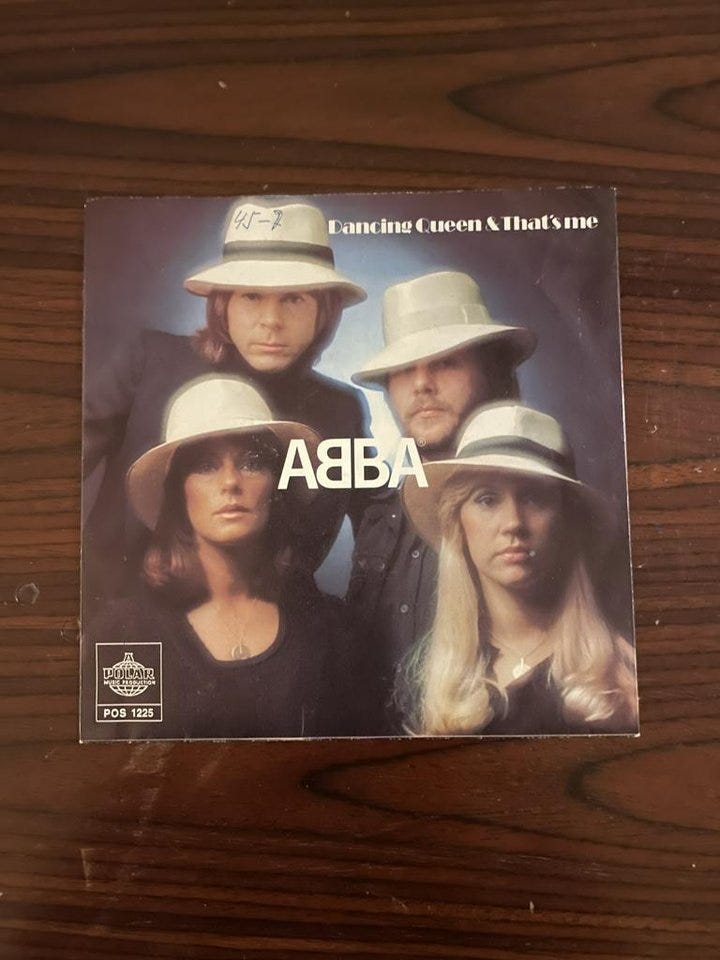 45-7
Dancing Queen & That's me
ABBA®
POLAR
MUSIC PRODUCTION
POS 1225